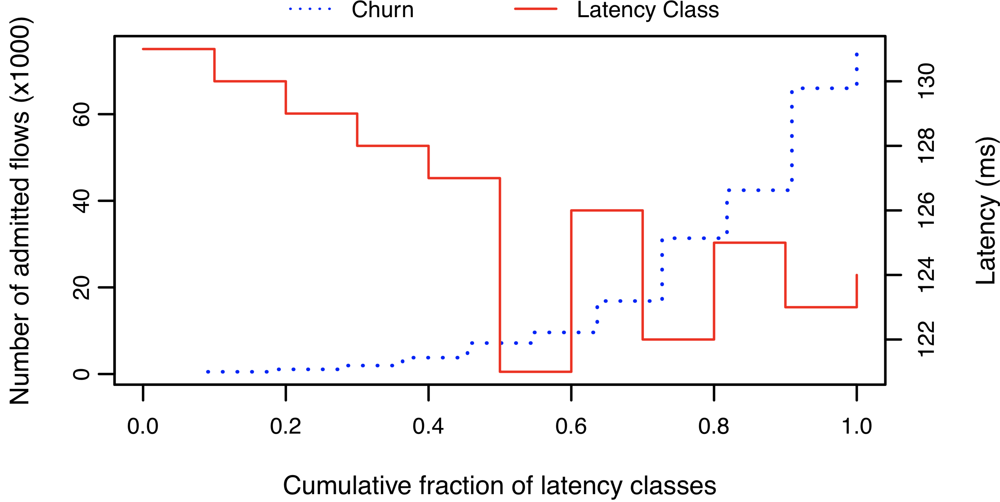 Churn
Latency Class
Number of admitted flows (x1000)
60
40
20
0
130
128
126
124
122
Latency (ms)
0.0 0.2 0.4 0.6 0.8 1.0
Cumulative fraction of latency classes